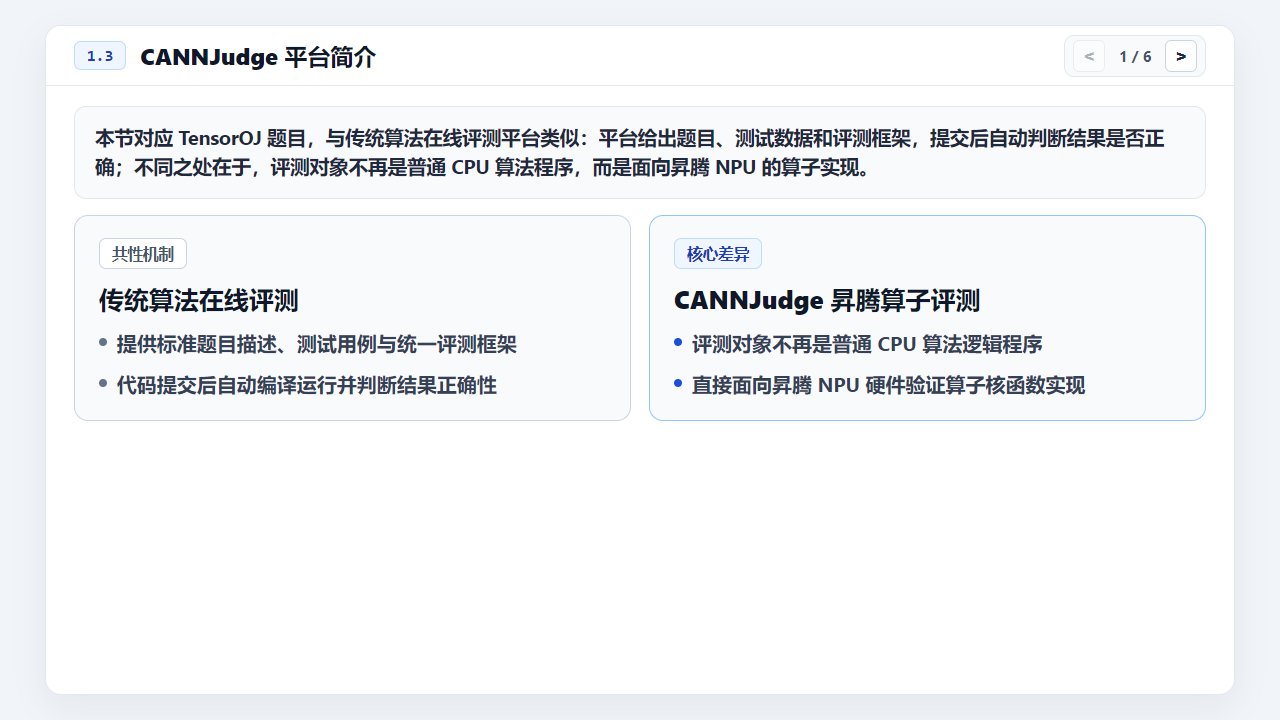 1.3
CANNJudge 平台简介
<
1 / 6
>
本节对应 TensorOJ 题目，与传统算法在线评测平台类似：平台给出题目、测试数据和评测框架，提交后自动判断结果是否正
确；不同之处在于，评测对象不再是普通 CPU 算法程序，而是面向昇腾 NPU 的算子实现。
共性机制
传统算法在线评测
• 提供标准题目描述、测试用例与统一评测框架
• 代码提交后自动编译运行并判断结果正确性
核心差异
CANNJudge 昇腾算子评测
• 评测对象不再是普通 CPU 算法逻辑程序
• 直接面向昇腾 NPU 硬件验证算子核函数实现